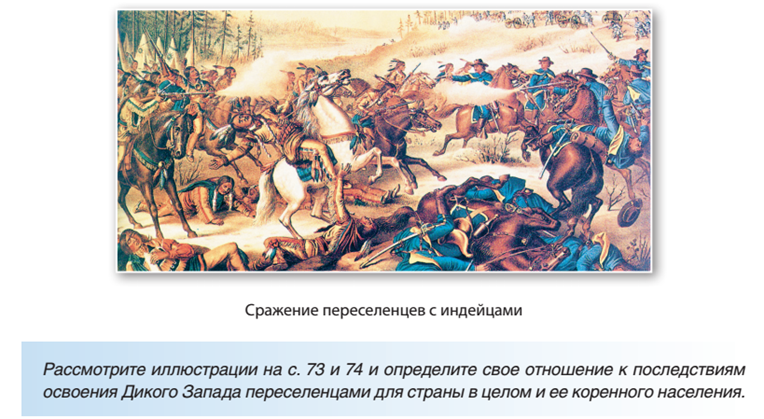 Сражение переселенцев с индейцами
Рассмотрите иллюстрации на с. 73 и 74 и определите свое отношение к последствиям
освоения Дикого Запада переселенцами для страны в целом и ее коренного населения.